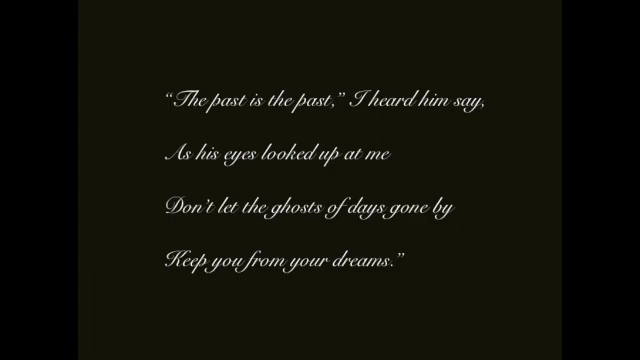 “The past is the past,” I heard him say,
As his eyes looked up at me
Don’t let the ghosts of days gone by
Keep you from your dreams.”